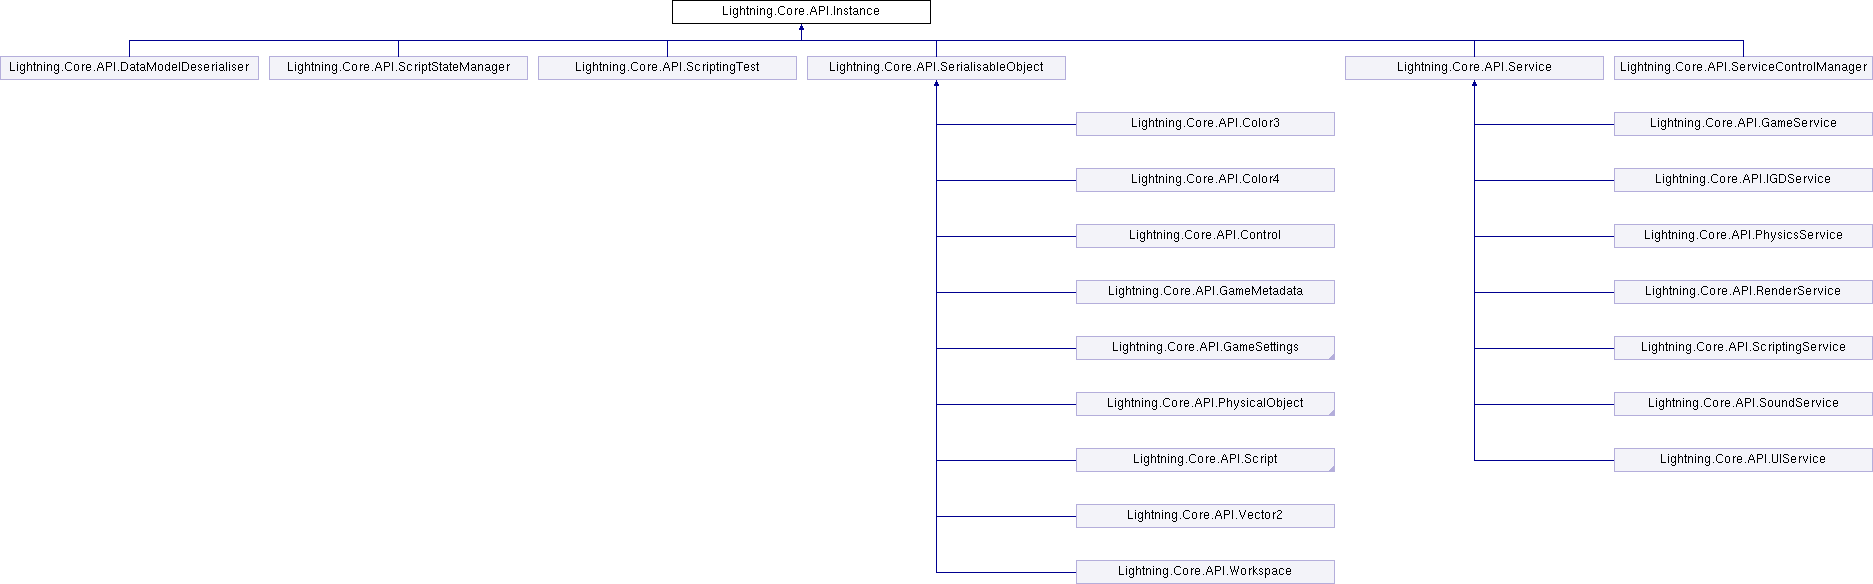 Lightning.Core.API.Instance
Lightning.Core.API.DataModelDeserialiser
Lightning.Core.API.ScriptStateManager
Lightning.Core.API.ScriptingTest
Lightning.Core.API.SerialisableObject
Lightning.Core.API.Service
Lightning.Core.API.ServiceControlManager
Lightning.Core.API.Color3
Lightning.Core.API.GameService
Lightning.Core.API.Color4
Lightning.Core.API.IGDService
Lightning.Core.API.Control
Lightning.Core.API.PhysicsService
Lightning.Core.API.GameMetadata
Lightning.Core.API.RenderService
Lightning.Core.API.GameSettings
Lightning.Core.API.ScriptingService
Lightning.Core.API.PhysicalObject
Lightning.Core.API.SoundService
Lightning.Core.API.Script
Lightning.Core.API.UIService
Lightning.Core.API.Vector2
Lightning.Core.API.Workspace